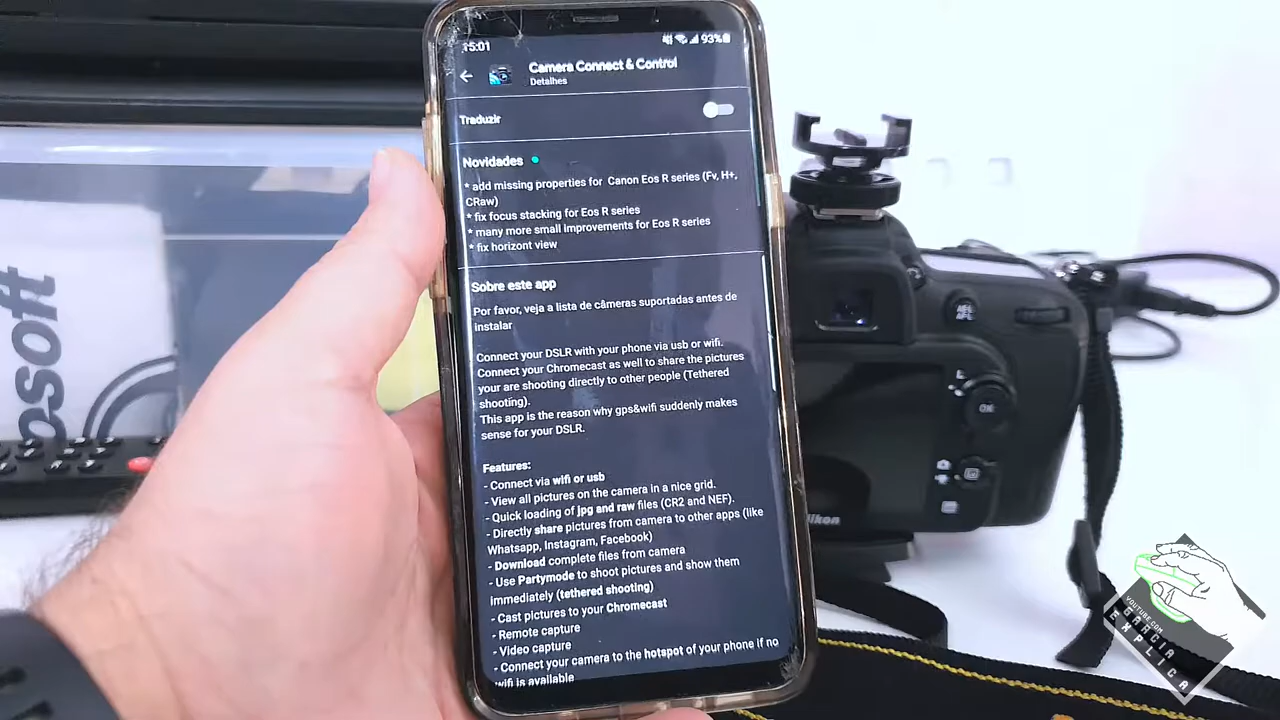 15:01
93%
Camera Connect & Control
Detalhes
Traduzir
Novidades
* add missing properties for Canon Eos R series (Fv, H+,
CRaw)
* fix focus stacking for Eos R series
* many more small improvements for Eos R series
* fix horizont view
Sobre este app
Por favor, veja a lista de câmeras suportadas antes de
instalar
Connect your DSLR with your phone via usb or wifi.
Connect your Chromecast as well to share the pictures
your are shooting directly to other people (Tethered
shooting).
This app is the reason why gps&wifi suddenly makes
sense for your DSLR.
Features:
- Connect via wifi or usb
- View all pictures on the camera in a nice grid.
- Quick loading of jpg and raw files (CR2 and NEF).
- Directly share pictures from camera to other apps (like
Whatsapp, Instagram, Facebook)
- Download complete files from camera
- Use Partymode to shoot pictures and show them
immediately (tethered shooting)
- Cast pictures to your Chromecast
- Remote capture
- Video capture
- Connect your camera to the hotspot of your phone if no
wifi is available
osoft
AE-L
AF-L
L
OK
Nikon
YOUTUBE.COM
GARCIA
EXPLICA